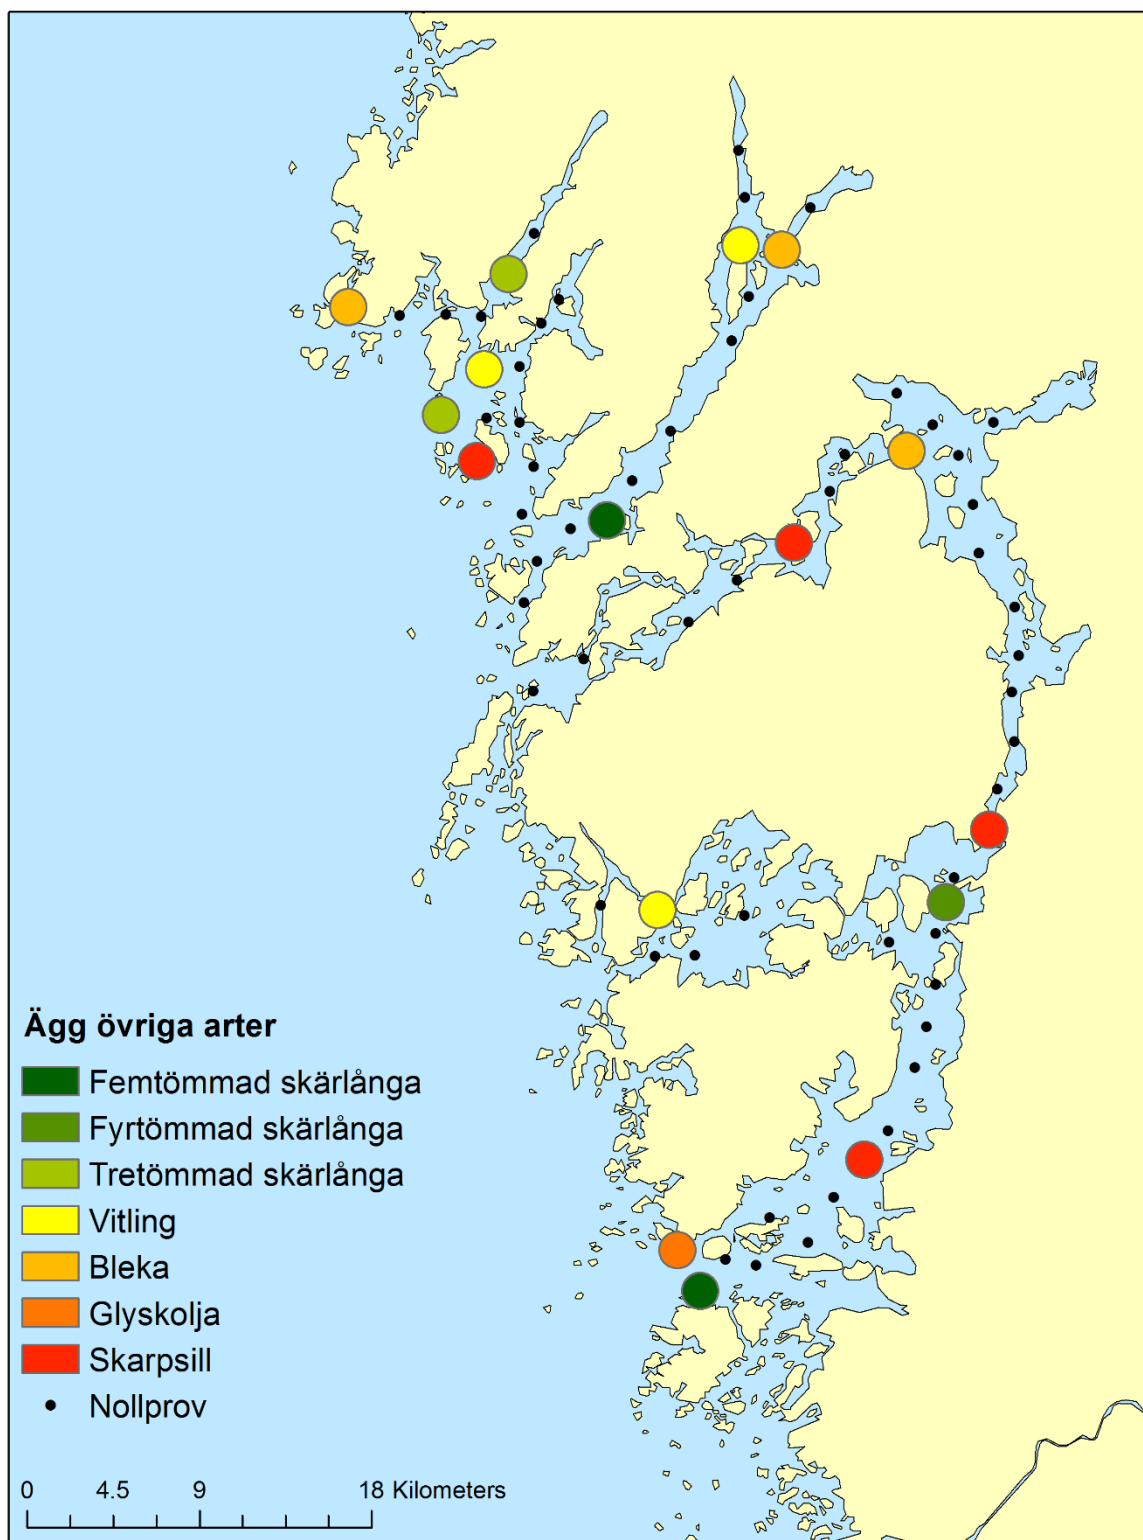 Ägg övriga arter
Femtömmad skärlånga
Fyrtömmad skärlånga
Tretömmad skärlånga
Vitling
Bleka
Glyskolja
Skarpsill
Nollprov
0 4.5 9 18 Kilometers